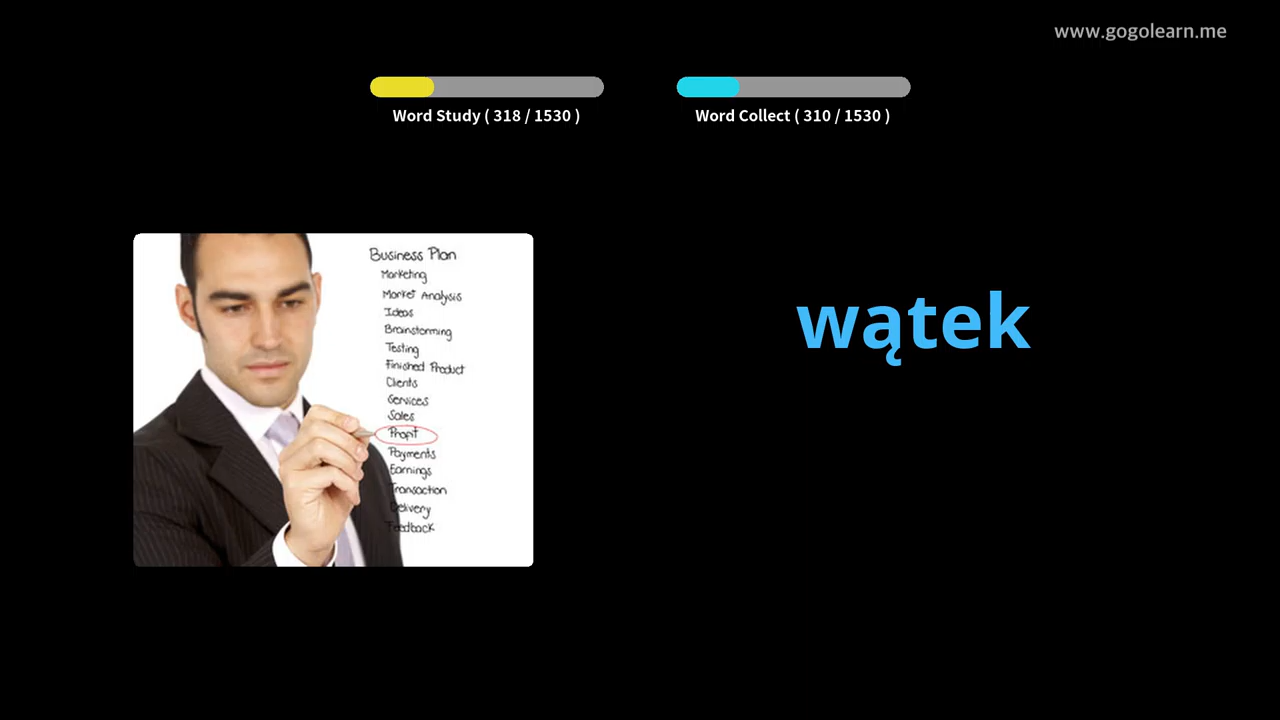 www.gogolearn.me
Word Study ( 318 / 1530 )
Word Collect ( 310 / 1530 )
Business Plan
Marketing
Market Analysis
Ideas
Brainstorming
Testing
Finished Product
Clients
Services
Sales
Profit
Payments
Earnings
Transaction
Delivery
Feedback
wątek